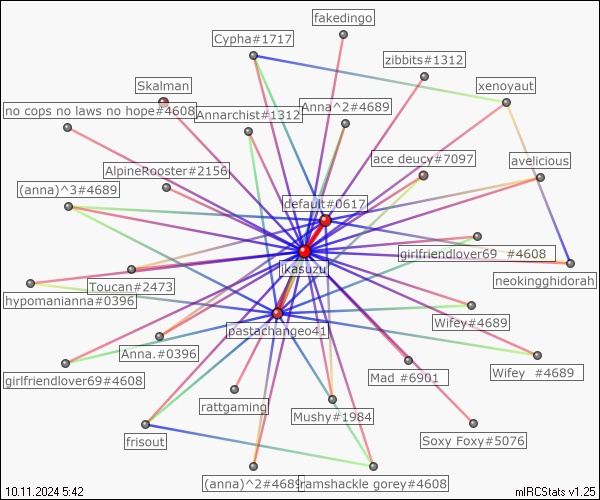 fakedingo
Cypha#1717
zibbits#1312
Skalman
xenoyaut
no cops no laws no hope#4608
Annarchist#1312
Anna^2#4689
ace deucy#7097
avelicious
AlpineRooster#2156
(anna)^3#4689
default#0617
girlfriendlover69 #4608
ikasuzu
neokingghidorah
Toucan#2473
hypomanianna#0396
Wifey#4689
pastachangeo41
Anna.#0396
girlfriendlover69#4608
Mad #6901
Wifey #4689
rattgaming
Mushy#1984
frisout
Soxy Foxy#5076
(anna)^2#4689
ramshackle gorey#4608
10.11.2024 5:42
mIRCStats v1.25